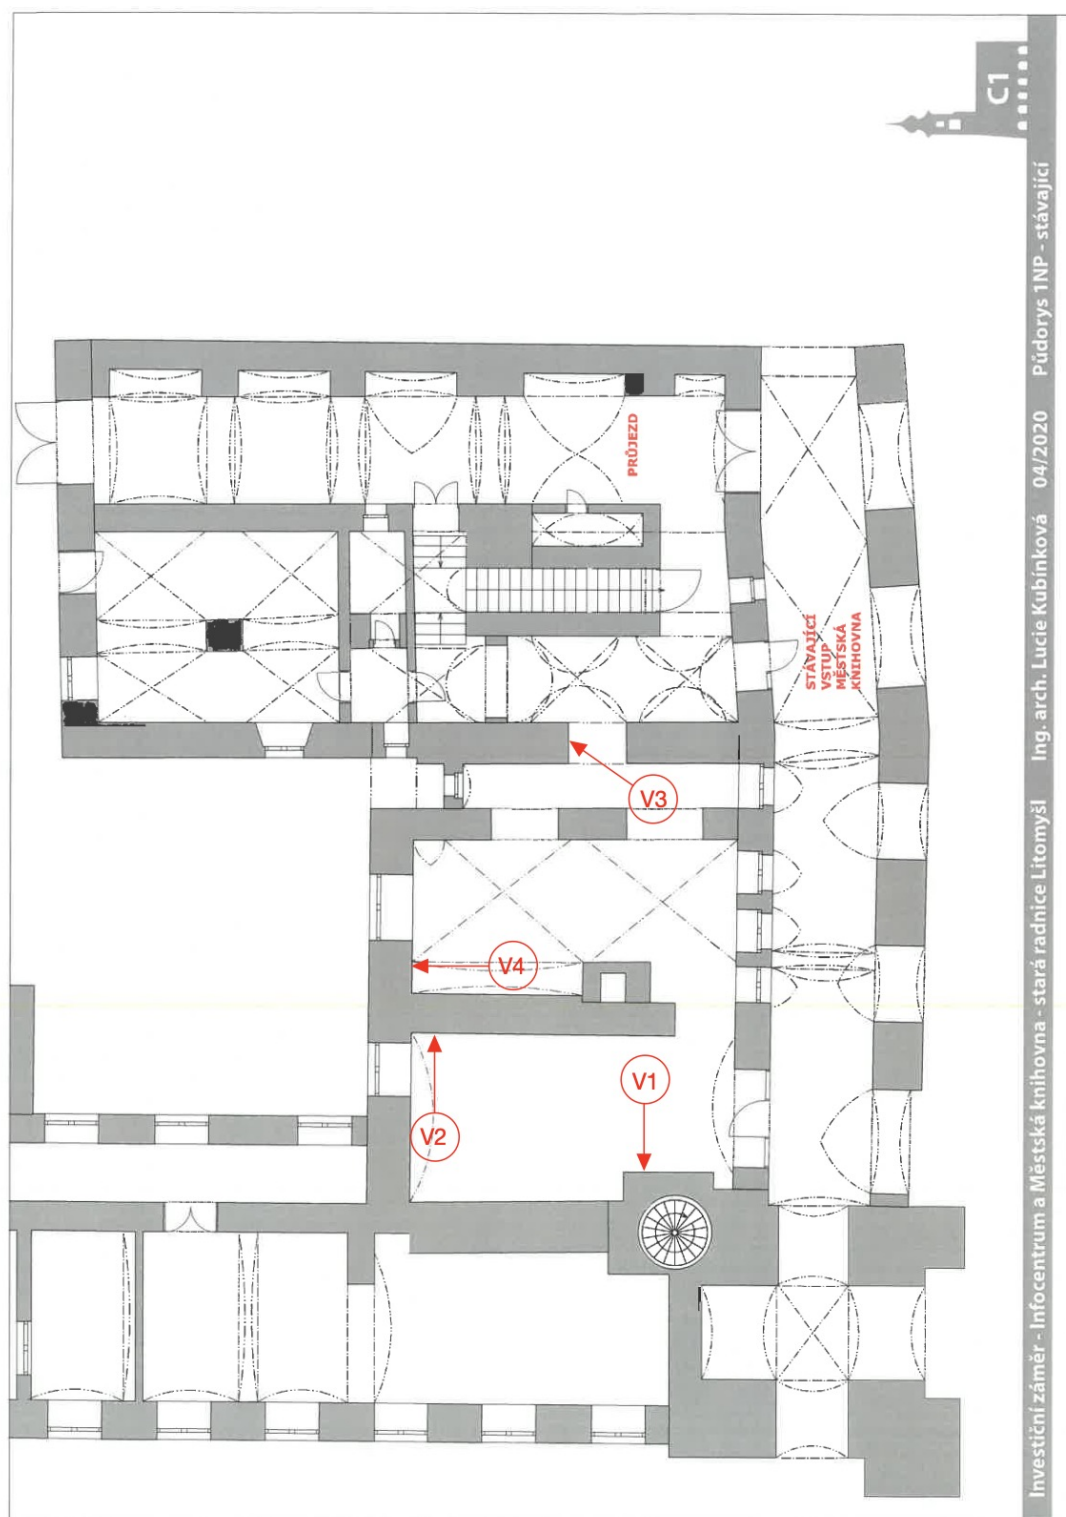 C1
Investiční záměr - Infocentrum a Městská knihovna - stará radnice Litomyšl Ing. arch. Lucie Kubínková 04/2020 Půdorys 1NP - stávající
PRŮJEZD
STÁVAJÍCÍ
VSTUP
MĚSTSKÁ
KNIHOVNA
V3
V4
V1
V2